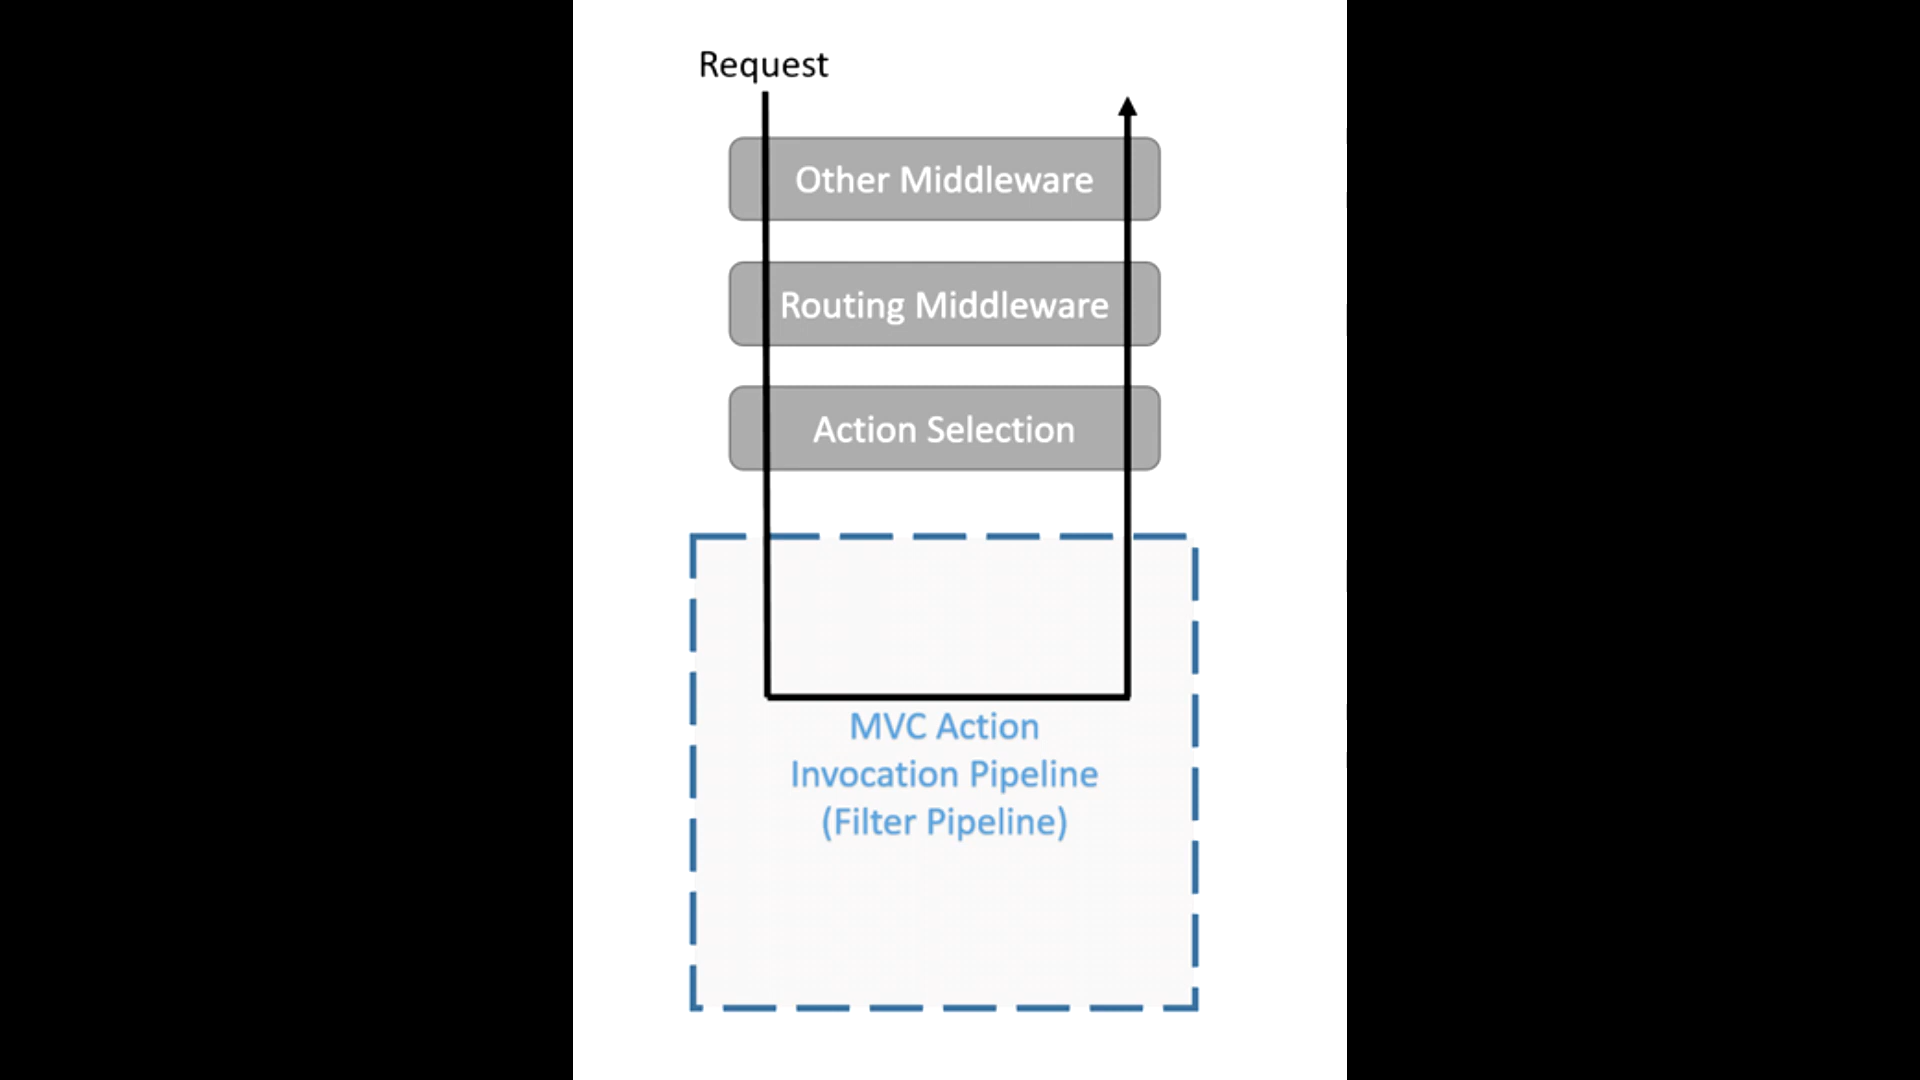 Request
Other Middleware
Routing Middleware
Action Selection
MVC Action
Invocation Pipeline
(Filter Pipeline)